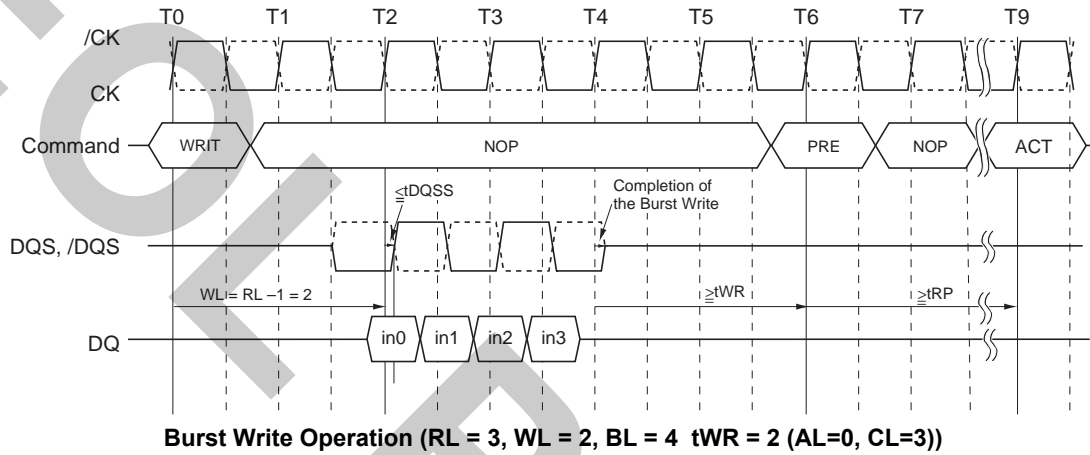 T0 T1 T2 T3 T4 T5 T6 T7 T9
/CK
CK
Command WRIT NOP PRE NOP ACT
≦tDQSS
Completion of
the Burst Write
DQS, /DQS
WL = RL –1 = 2 ≧tWR ≧tRP
DQ in0 in1 in2 in3
Burst Write Operation (RL = 3, WL = 2, BL = 4 tWR = 2 (AL=0, CL=3))